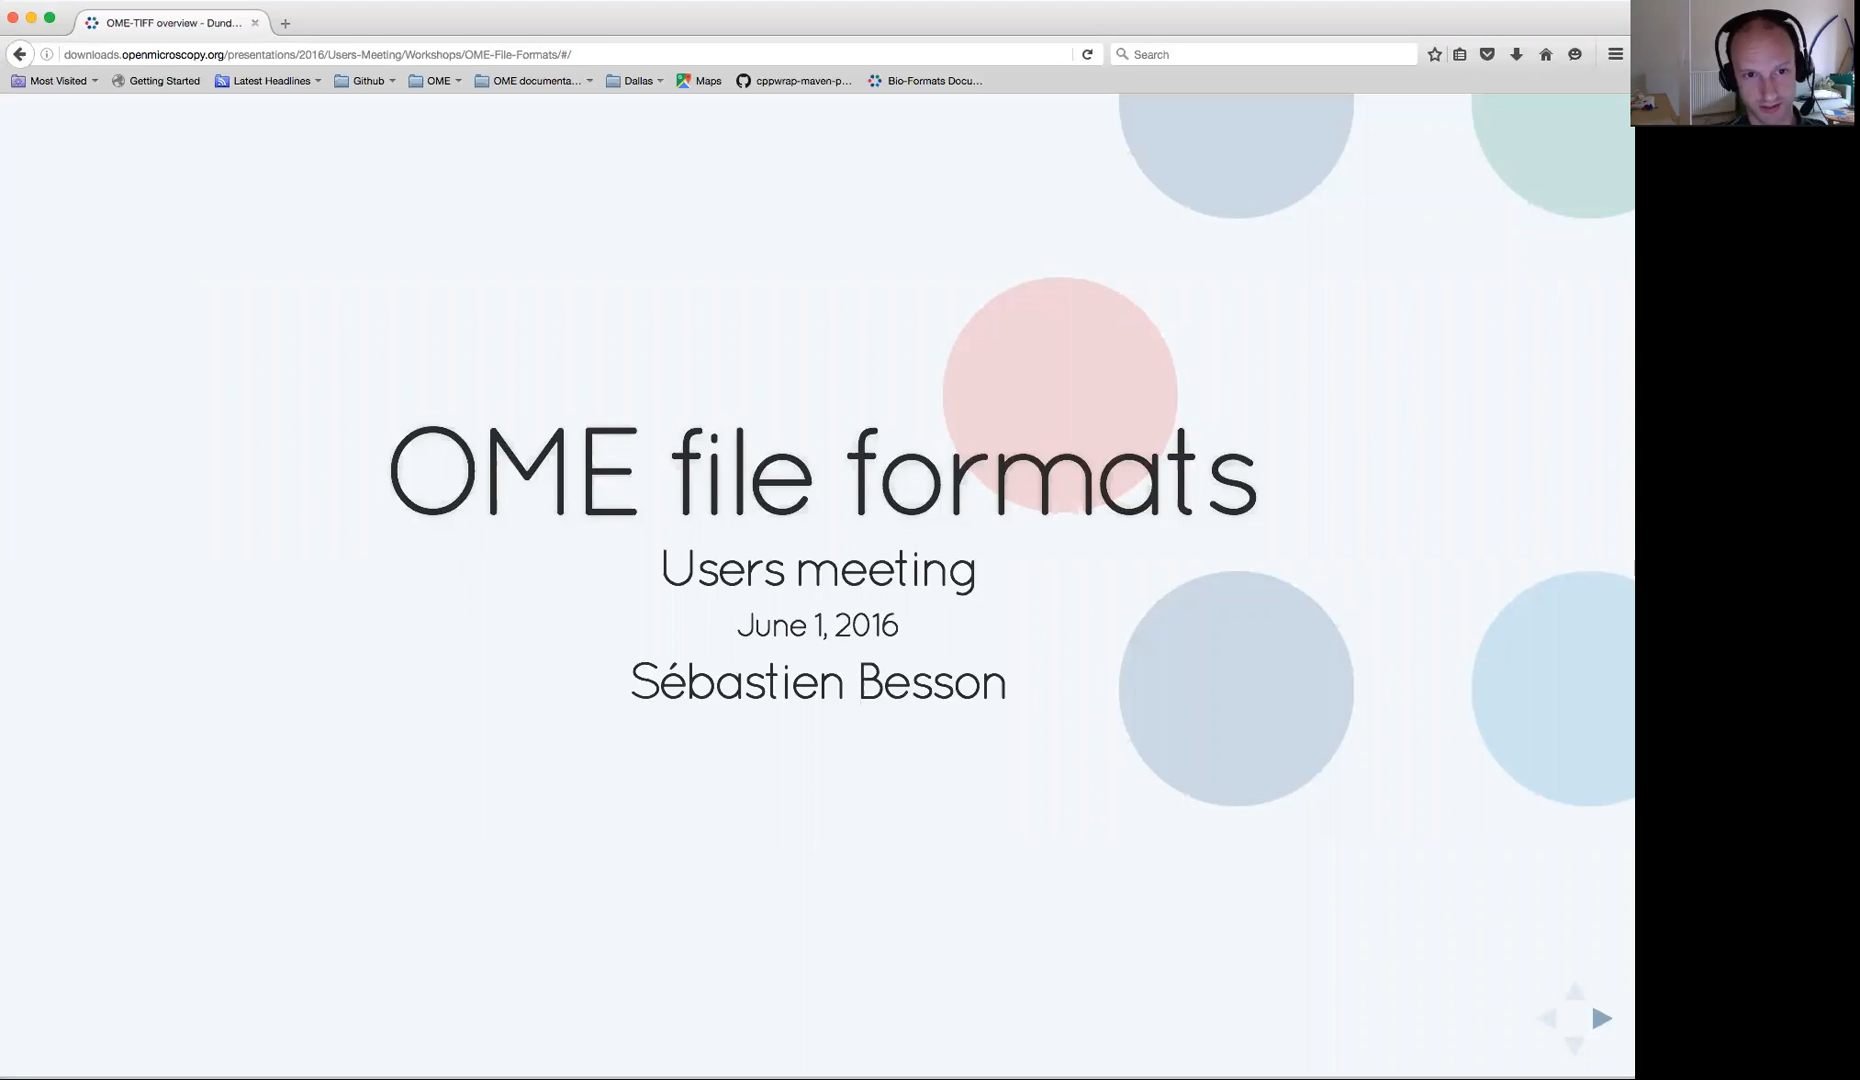 OME-TIFF overview - Dund...
downloads.openmicroscopy.org/presentations/2016/Users-Meeting/Workshops/OME-File-Formats/#/
Search
Most Visited
Getting Started
Latest Headlines
Github
OME
OME documenta...
Dallas
Maps
cppwrap-maven-p...
Bio-Formats Docu...
OME file formats
Users meeting
June 1, 2016
Sébastien Besson